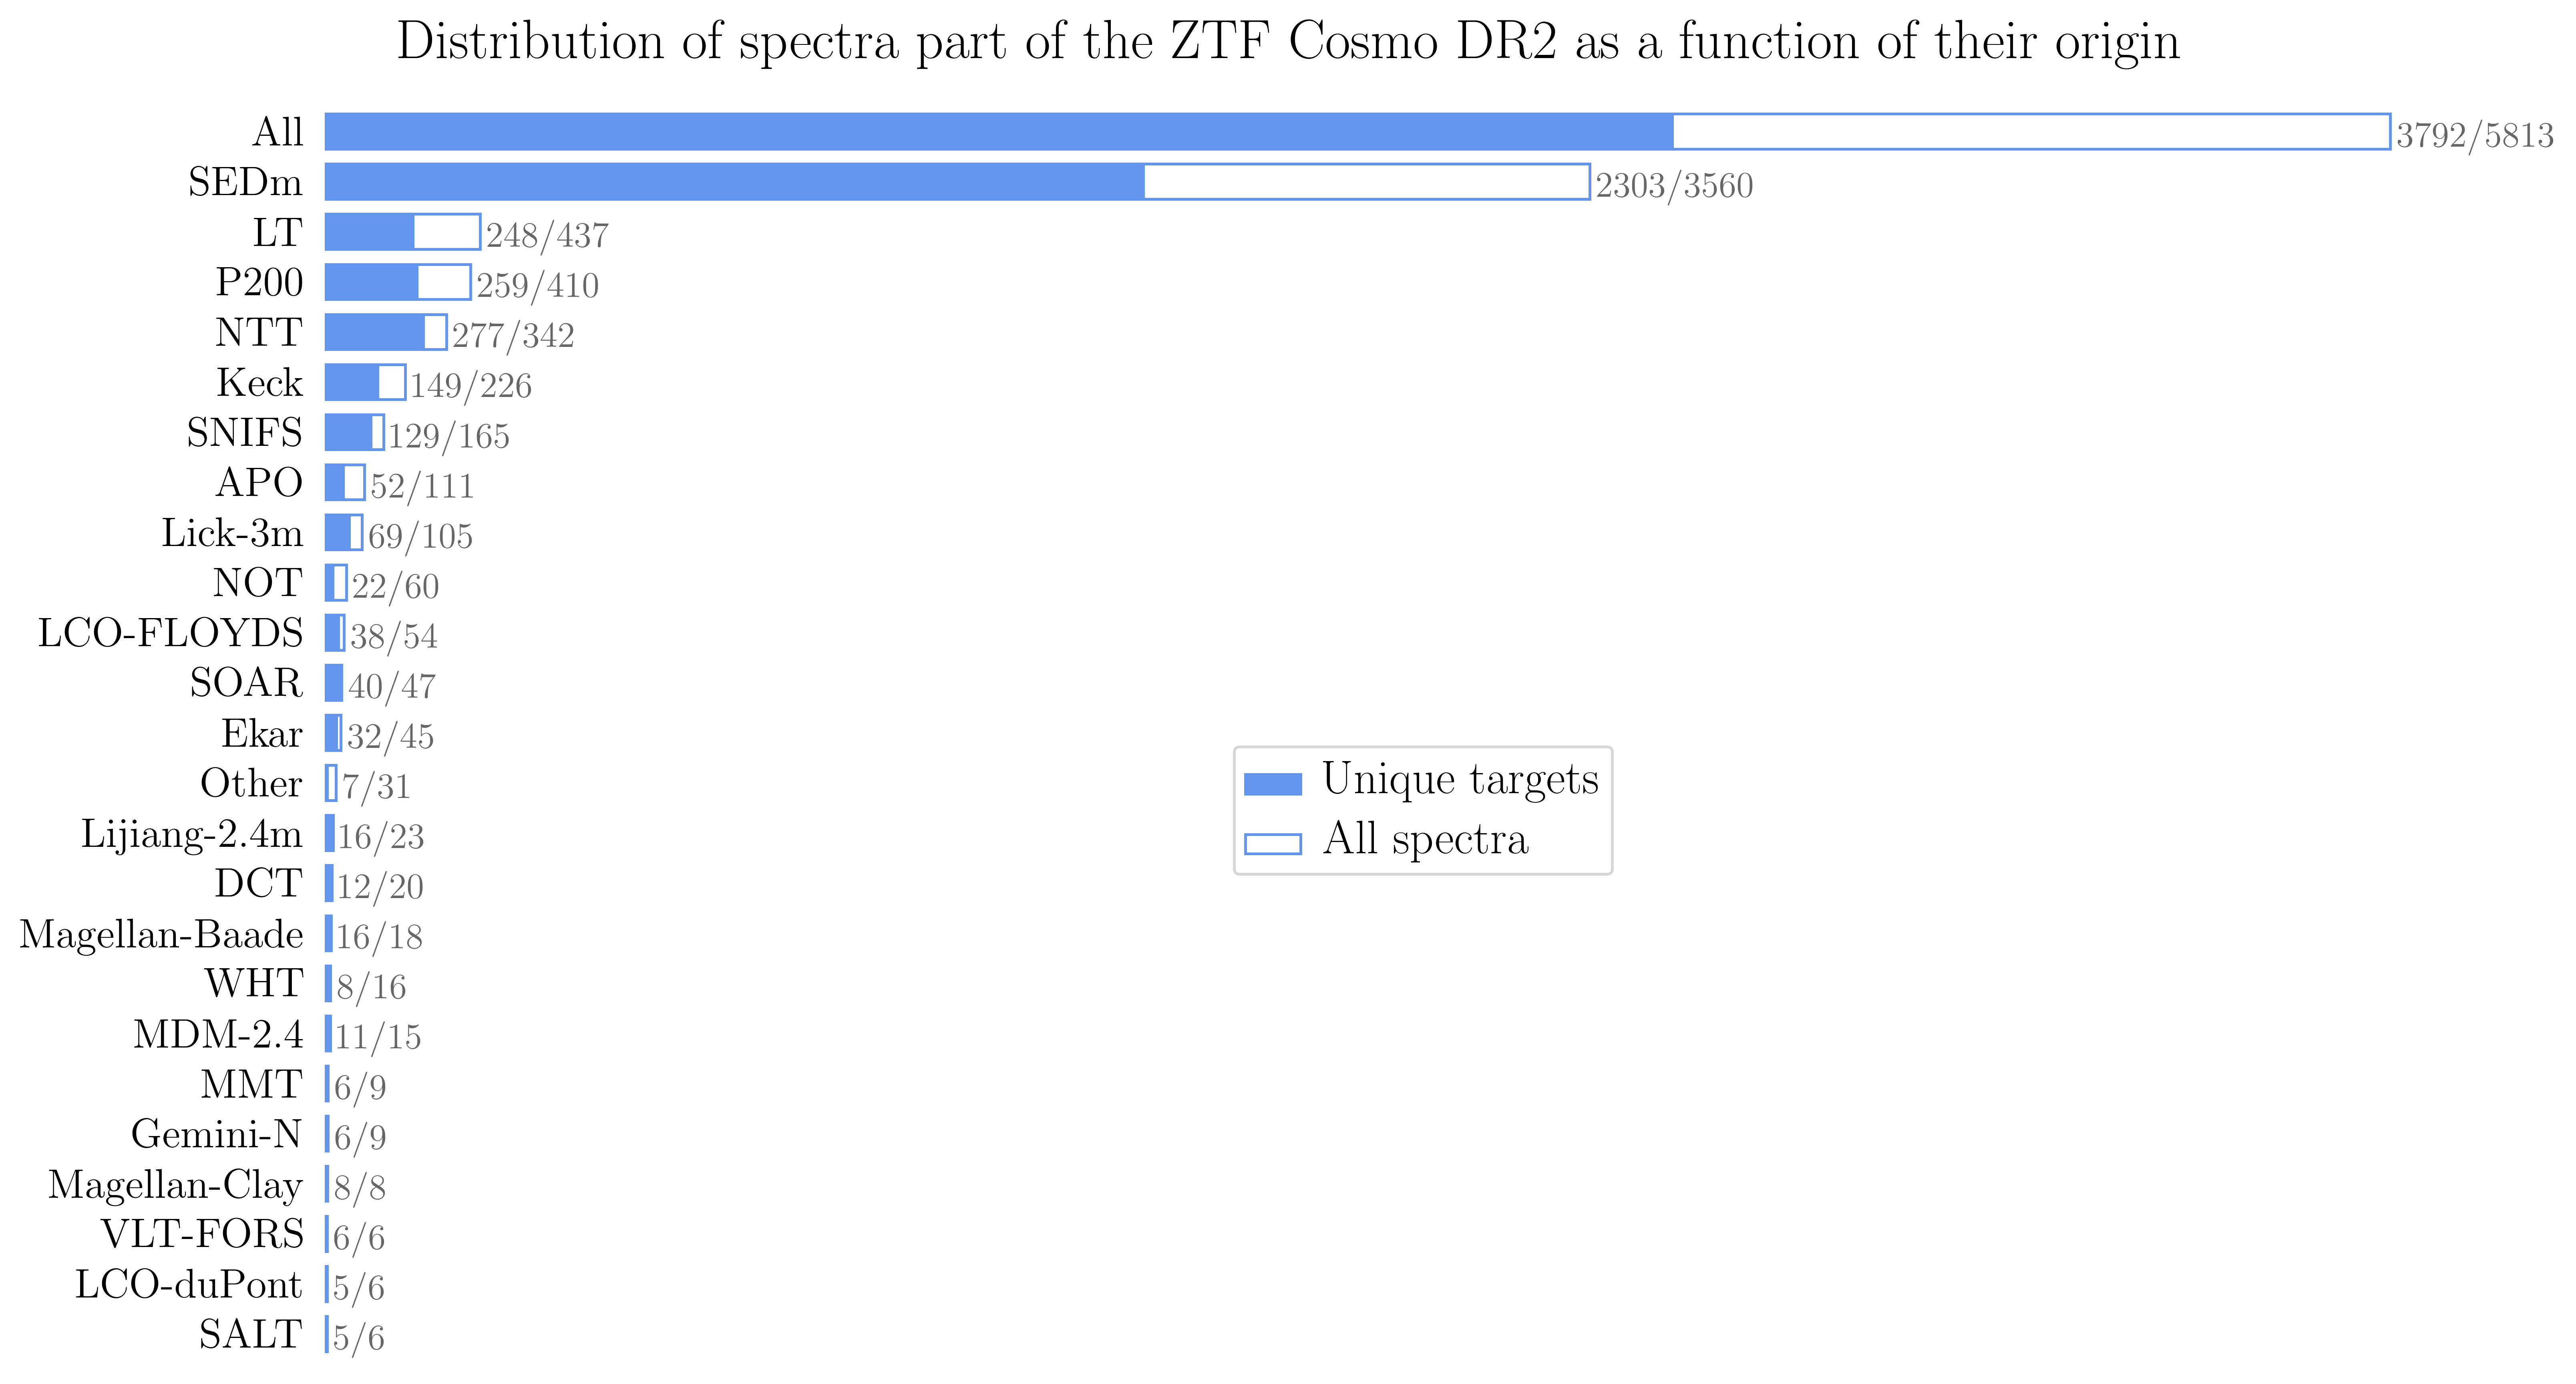 Distribution of spectra part of the ZTF Cosmo DR2 as a function of their origin
All 3792/5813
SEDm 2303/3560
LT 248/437
P200 259/410
NTT 277/342
Keck 149/226
SNIFS 129/165
APO 52/111
Lick-3m 69/105
NOT 22/60
LCO-FLOYDS 38/54
SOAR 40/47
Ekar 32/45
Other 7/31
Lijiang-2.4m 16/23
DCT 12/20
Magellan-Baade 16/18
WHT 8/16
MDM-2.4 11/15
MMT 6/9
Gemini-N 6/9
Magellan-Clay 8/8
VLT-FORS 6/6
LCO-duPont 5/6
SALT 5/6
Unique targets
All spectra